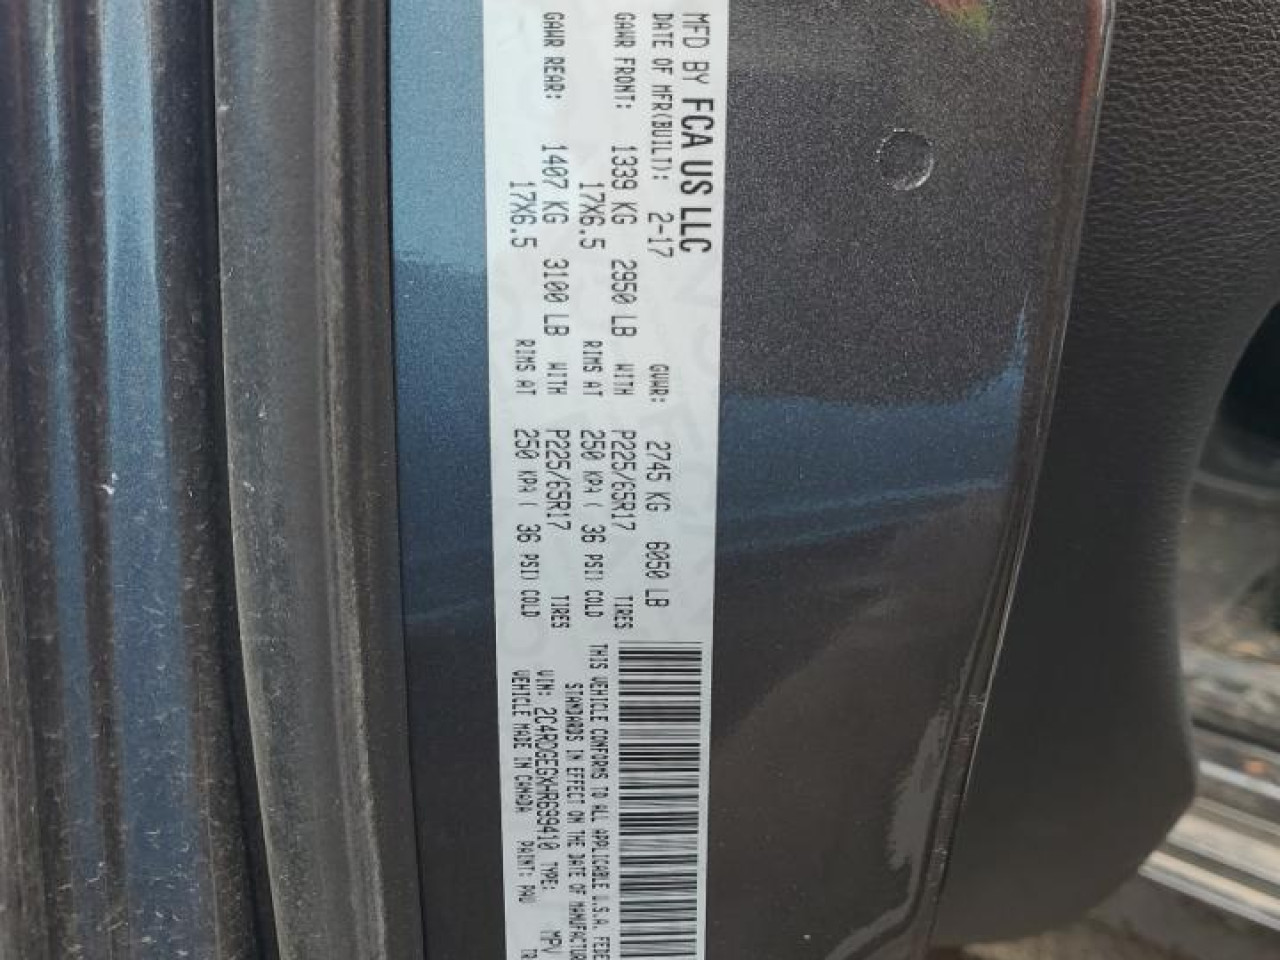 MFD BY FCA US LLC
DATE OF MFR(BUILT): 2-17 GVWR: 2745 KG 6050 LB
GAWR FRONT: 1339 KG 2950 LB WITH P225/65R17 TIRES
17X6.5 RIMS AT 250 KPA ( 36 PSI) COLD
GAWR REAR: 1407 KG 3100 LB WITH P225/65R17 TIRES
17X6.5 RIMS AT 250 KPA ( 36 PSI) COLD
THIS VEHICLE CONFORMS TO ALL APPLICABLE U.S.A. FEDE
STANDARDS IN EFFECT ON THE DATE OF MANUFACTUR
VIN: 2C4RDGEGXHR699410 TYPE: MPV
VEHICLE MADE IN CANADA PAINT: PAU TR